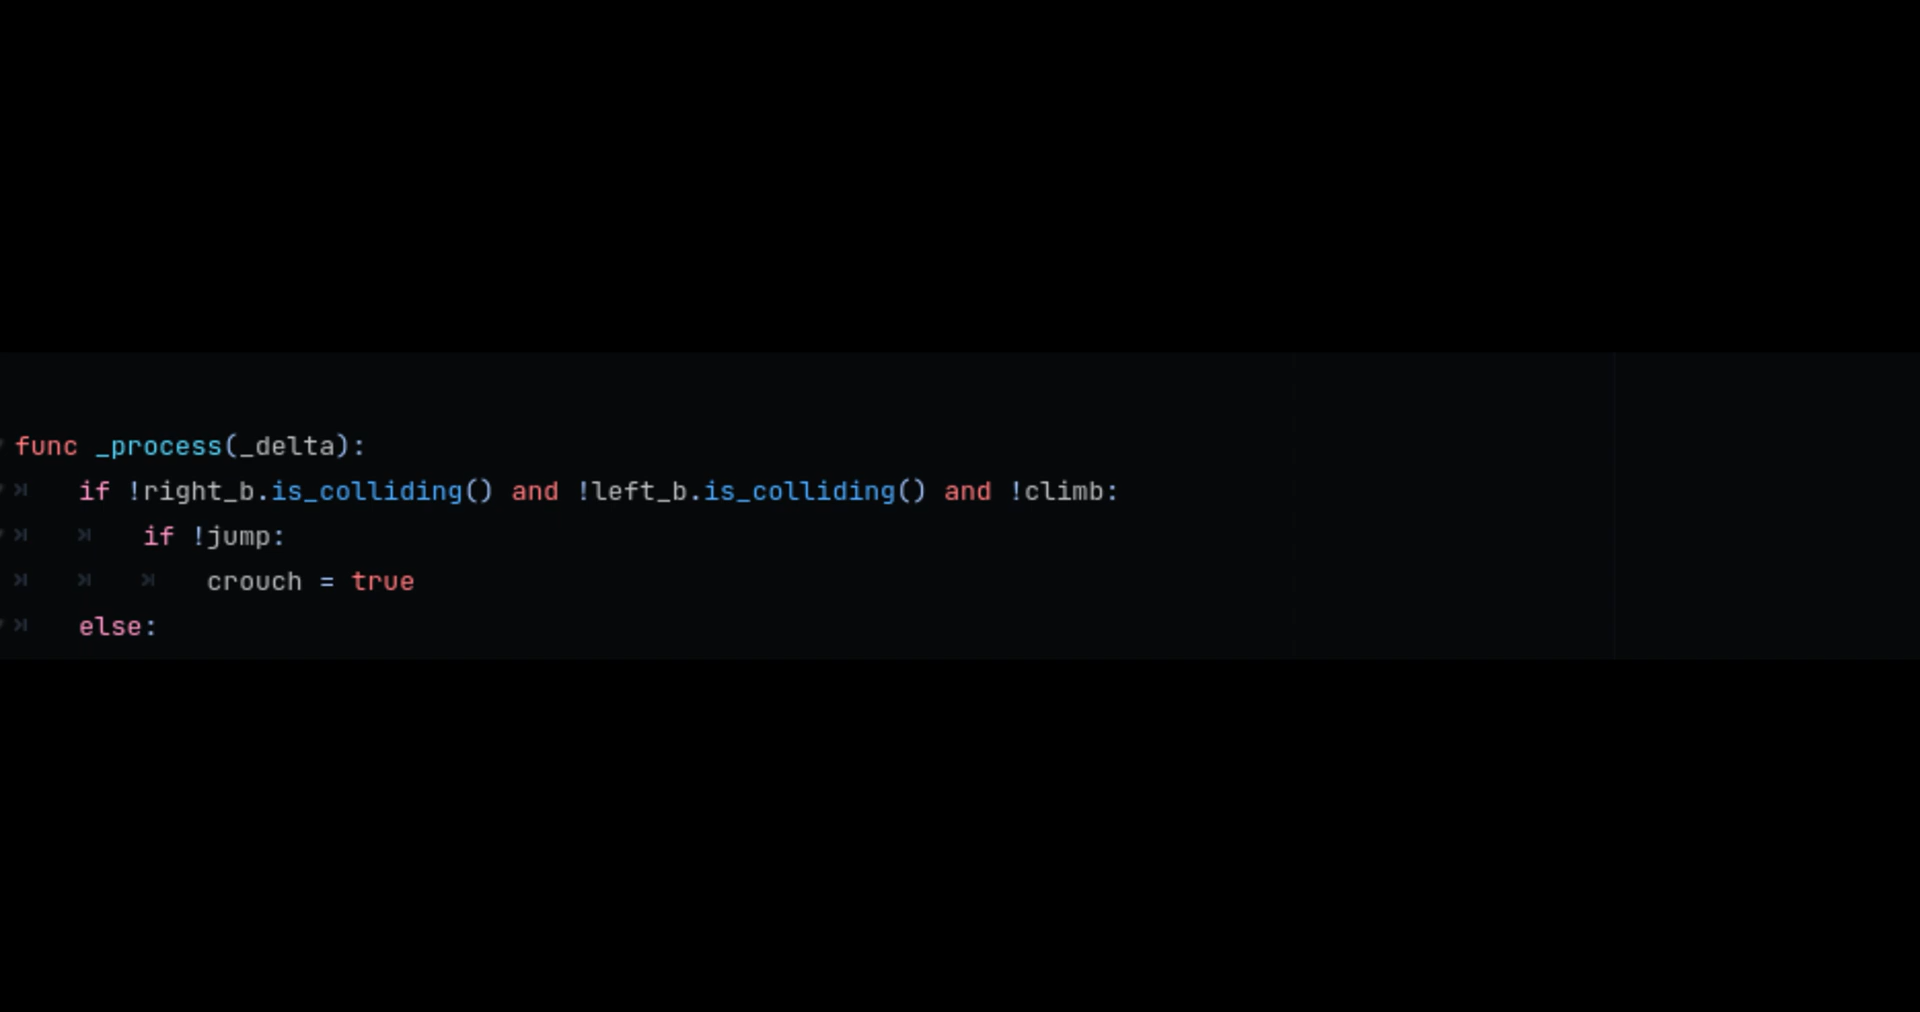 func _process(_delta):
if !right_b.is_colliding() and !left_b.is_colliding() and !climb:
if !jump:
crouch = true
else: